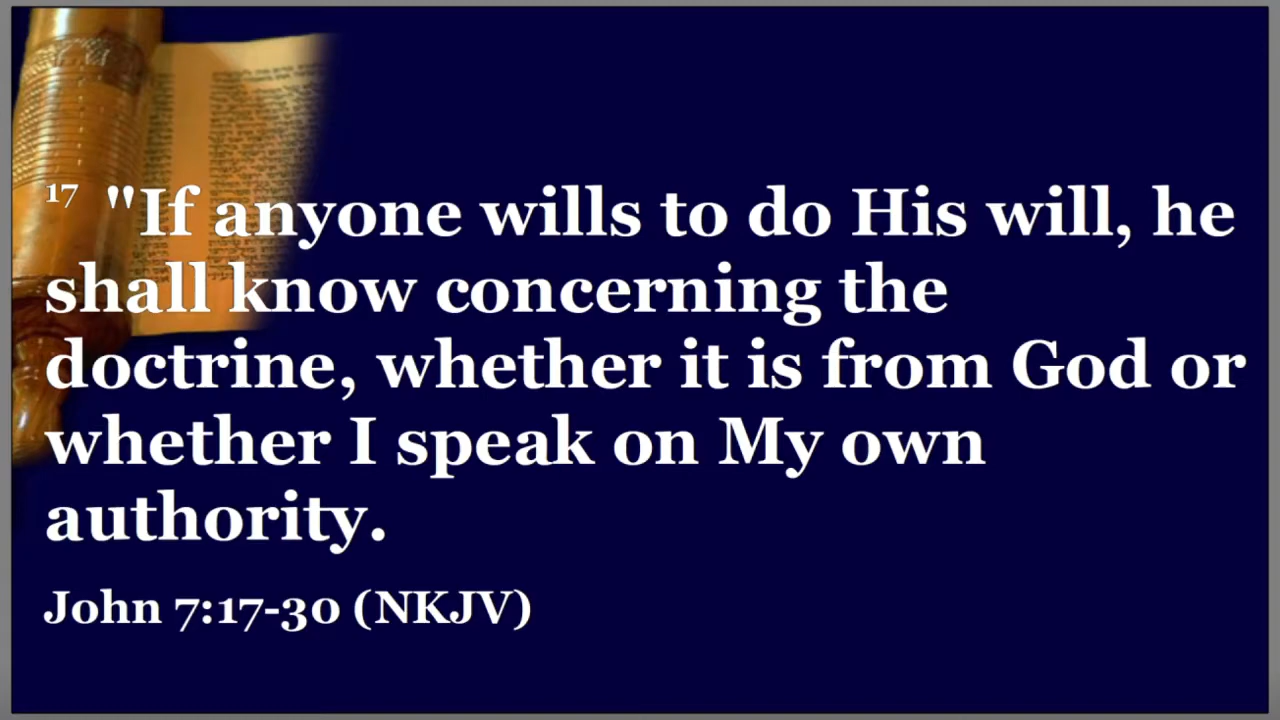 17 "If anyone wills to do His will, he
shall know concerning the
doctrine, whether it is from God or
whether I speak on My own
authority.
John 7:17-30 (NKJV)